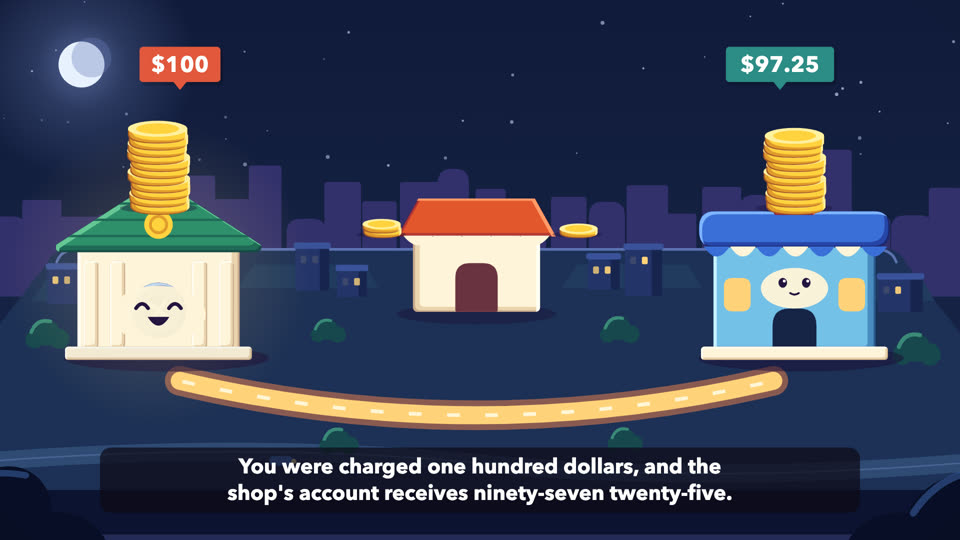 $100
$97.25
You were charged one hundred dollars, and the
shop's account receives ninety-seven twenty-five.